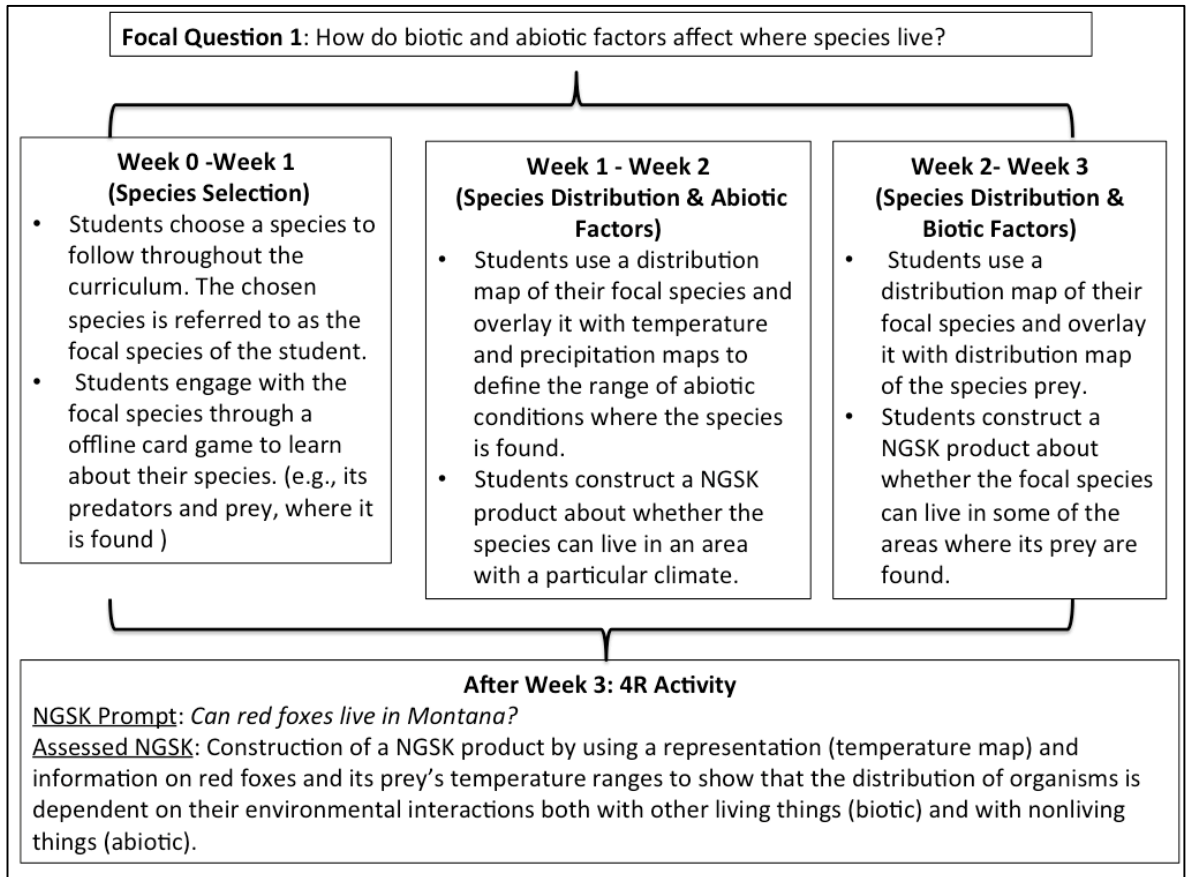 Focal Question 1: How do biotic and abiotic factors affect where species live?
Week 0 -Week 1
(Species Selection)
• Students choose a species to
follow throughout the
curriculum. The chosen
species is referred to as the
focal species of the student.
• Students engage with the
focal species through a
offline card game to learn
about their species. (e.g., its
predators and prey, where it
is found )
Week 1 - Week 2
(Species Distribution & Abiotic
Factors)
• Students use a distribution
map of their focal species and
overlay it with temperature
and precipitation maps to
define the range of abiotic
conditions where the species
is found.
• Students construct a NGSK
product about whether the
species can live in an area
with a particular climate.
Week 2- Week 3
(Species Distribution &
Biotic Factors)
• Students use a
distribution map of their
focal species and overlay
it with distribution map
of the species prey.
• Students construct a
NGSK product about
whether the focal species
can live in some of the
areas where its prey are
found.
After Week 3: 4R Activity
NGSK Prompt: Can red foxes live in Montana?
Assessed NGSK: Construction of a NGSK product by using a representation (temperature map) and
information on red foxes and its prey's temperature ranges to show that the distribution of organisms is
dependent on their environmental interactions both with other living things (biotic) and with nonliving
things (abiotic).